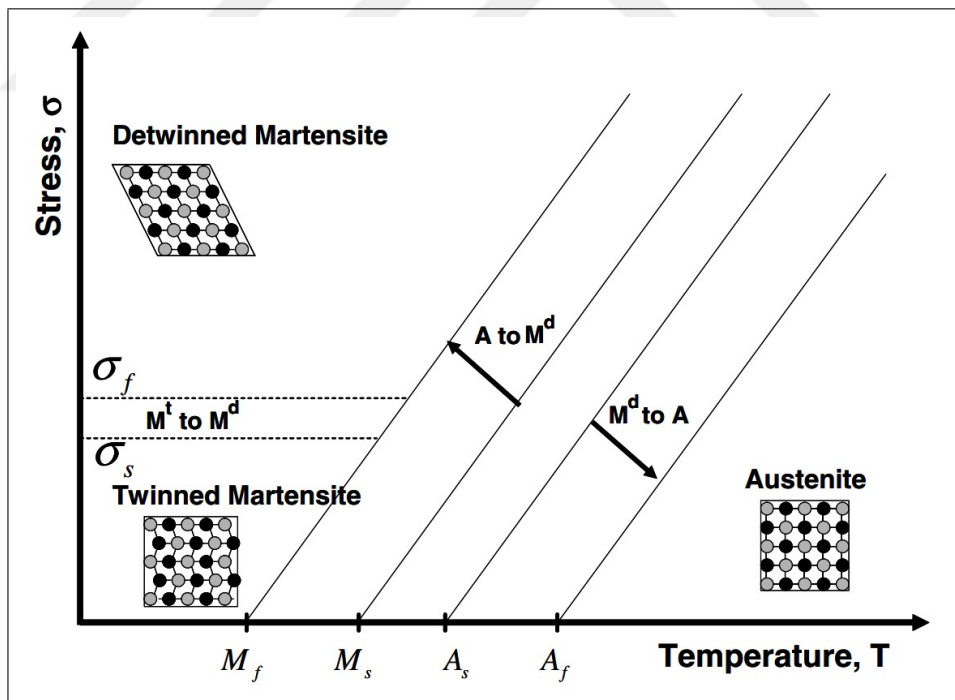 Stress, σ
Detwinned Martensite
A to M^d
σ_f
M^t to M^d
M^d to A
σ_s
Twinned Martensite
Austenite
M_f
M_s
A_s
A_f
Temperature, T